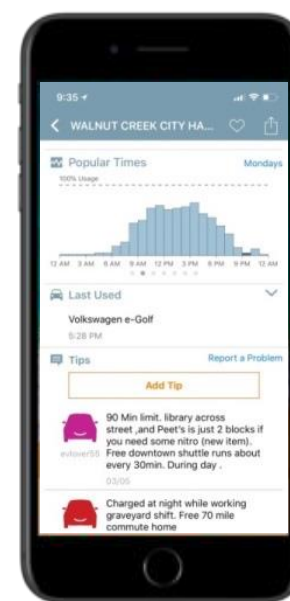 9:35
WALNUT CREEK CITY HA...
Popular Times
Mondays
100% Usage
12 AM 3 AM 6 AM 9 AM 12 PM 3 PM 6 PM 9 PM 12 AM
Last Used
Volkswagen e-Golf
5:28 PM
Tips
Report a Problem
Add Tip
90 Min limit. library across
street ,and Peet's is just 2 blocks if
you need some nitro (new item).
Free downtown shuttle runs about
every 30min. During day .
evlover55
03/05
Charged at night while working
graveyard shift. Free 70 mile
commute home